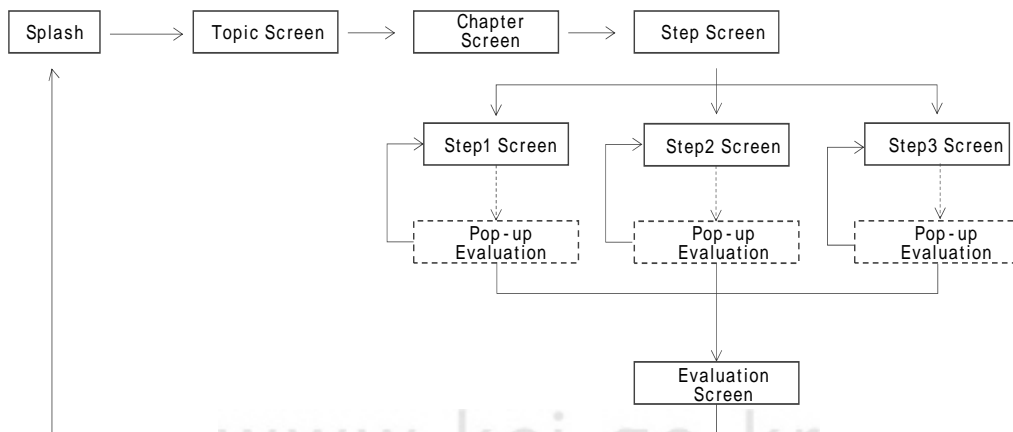 Splash
Topic Screen
Chapter
Screen
Step Screen
Step1 Screen
Step2 Screen
Step3 Screen
Pop-up
Evaluation
Pop-up
Evaluation
Pop-up
Evaluation
Evaluation
Screen